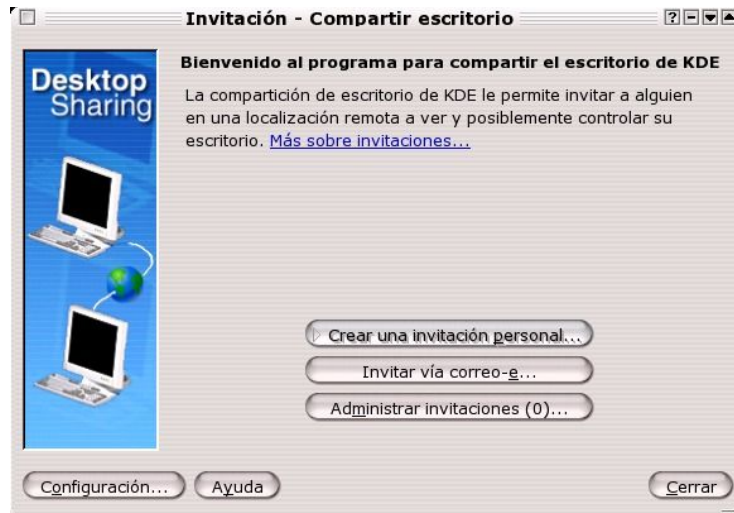 Invitación - Compartir escritorio
Desktop
Sharing
Bienvenido al programa para compartir el escritorio de KDE
La compartición de escritorio de KDE le permite invitar a alguien
en una localización remota a ver y posiblemente controlar su
escritorio. Más sobre invitaciones...
Crear una invitación personal...
Invitar vía correo-e...
Administrar invitaciones (0)...
Configuración... Ayuda Cerrar